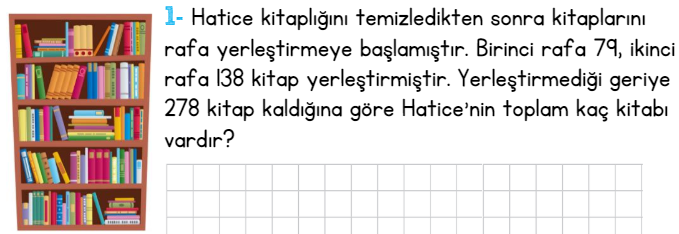 1- Hatice kitaplığını temizledikten sonra kitaplarını
rafa yerleştirmeye başlamıştır. Birinci rafa 79, ikinci
rafa 138 kitap yerleştirmiştir. Yerleştirmediği geriye
278 kitap kaldığına göre Hatice'nin toplam kaç kitabı
vardır?